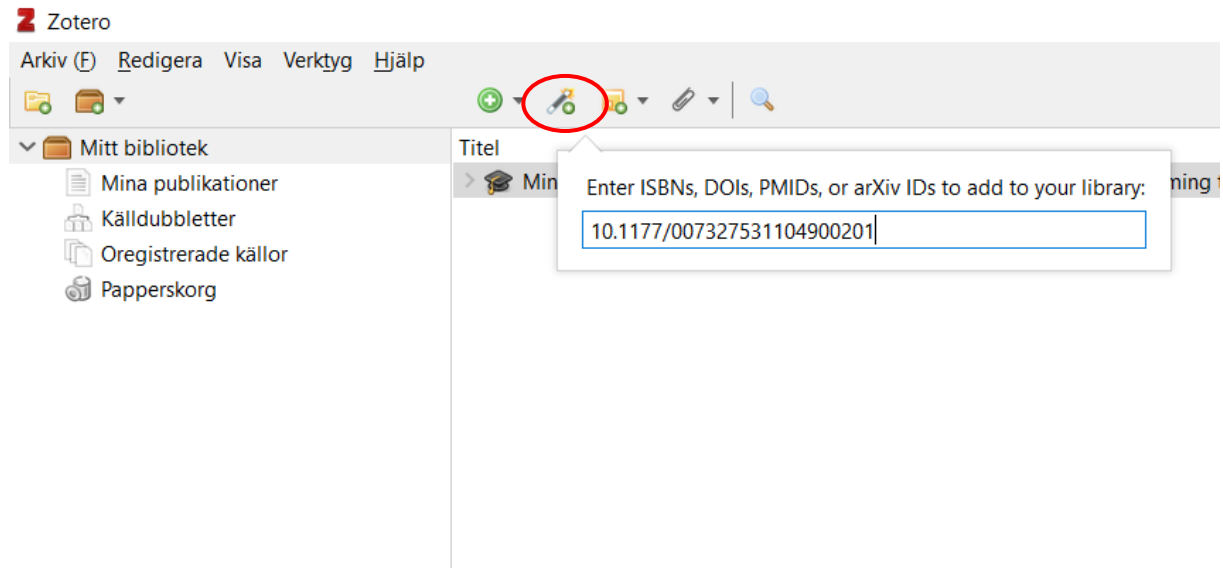 Zotero
Arkiv (F) Redigera Visa Verktyg Hjälp
Mitt bibliotek
Mina publikationer
Källdubbletter
Oregistrerade källor
Papperskorg
Titel
Min
Enter ISBNs, DOIs, PMIDs, or arXiv IDs to add to your library:
10.1177/007327531104900201